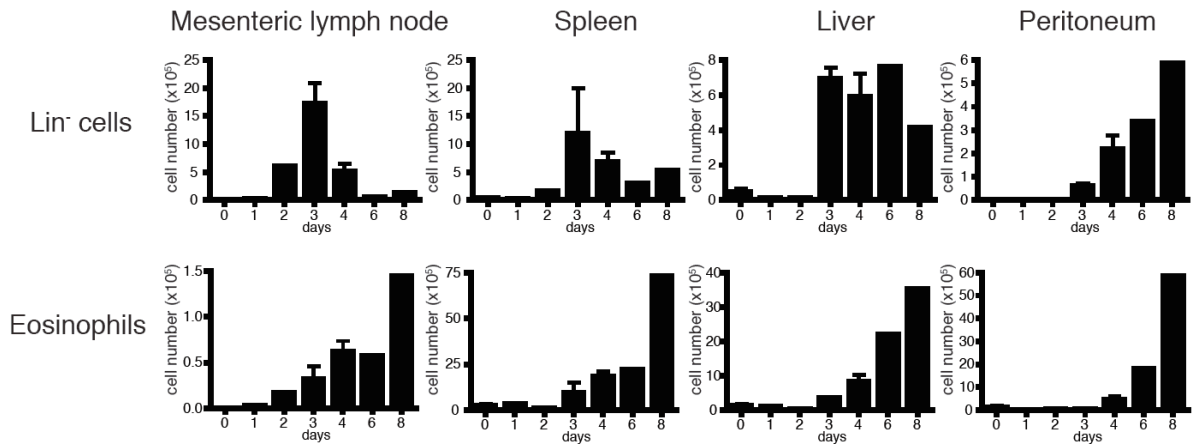 Mesenteric lymph node Spleen Liver Peritoneum
Lin⁻ cells
cell number (x10⁵)
25
20
15
10
5
0
0 1 2 3 4 6 8
days
cell number (x10⁵)
25
20
15
10
5
0
0 1 2 3 4 6 8
days
cell number (x10⁵)
8
6
4
2
0
0 1 2 3 4 6 8
days
cell number (x10⁵)
6
5
4
3
2
1
0
0 1 2 3 4 6 8
days
Eosinophils
cell number (x10⁵)
1.5
1.0
0.5
0.0
0 1 2 3 4 6 8
days
cell number (x10⁵)
75
50
25
0
0 1 2 3 4 6 8
days
cell number (x10⁵)
40
30
20
10
0
0 1 2 3 4 6 8
days
cell number (x10⁵)
60
50
40
30
20
10
0
0 1 2 3 4 6 8
days